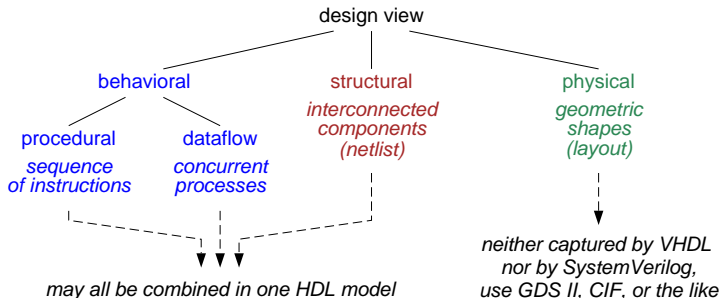 design view
behavioral
structural
physical
interconnected
components
(netlist)
geometric
shapes
(layout)
procedural
dataflow
sequence
of instructions
concurrent
processes
may all be combined in one HDL model
neither captured by VHDL
nor by SystemVerilog,
use GDS II, CIF, or the like